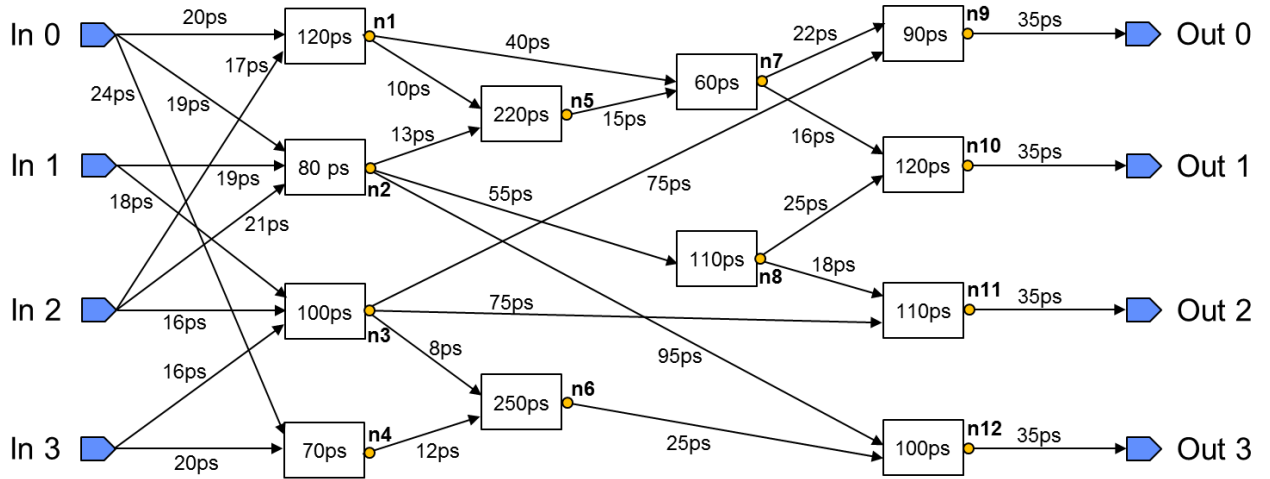 20ps
n1
n9
In 0
120ps
40ps
22ps
90ps
35ps
Out 0
17ps
n7
24ps
10ps
60ps
19ps
220ps
n5
15ps
13ps
16ps
n10
In 1
19ps
80 ps
n2
75ps
120ps
35ps
Out 1
18ps
55ps
21ps
25ps
110ps
n8
18ps
In 2
16ps
100ps
n3
75ps
n11
110ps
35ps
Out 2
16ps
8ps
95ps
250ps
n6
In 3
20ps
70ps
n4
12ps
25ps
n12
100ps
35ps
Out 3